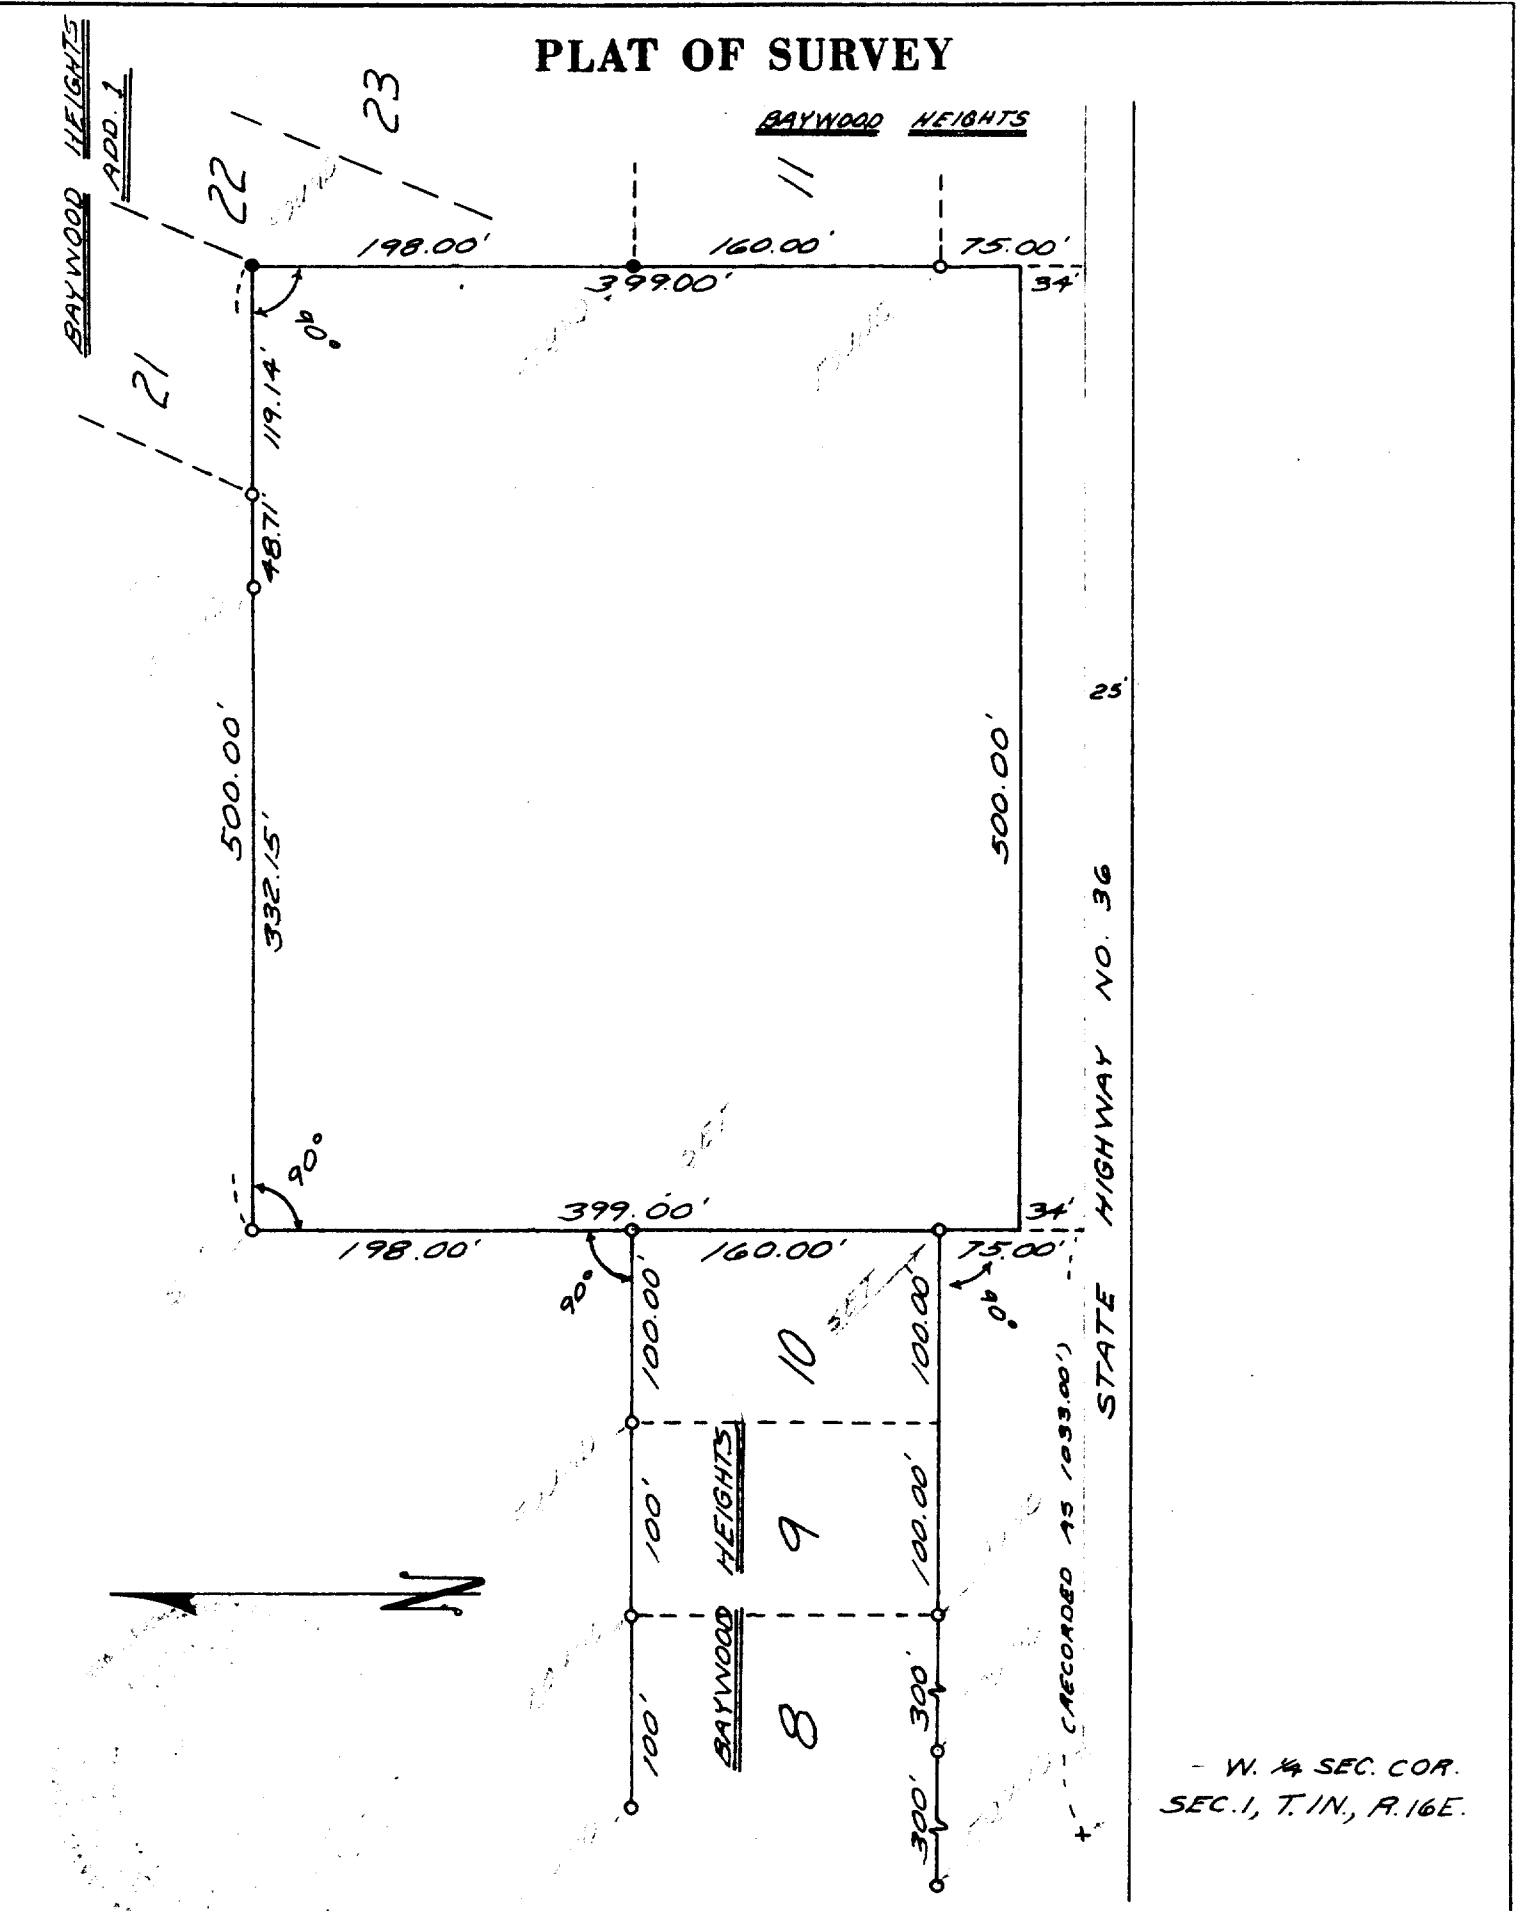 PLAT OF SURVEY
BAYWOOD HEIGHTS
ADD. 1
BAYWOOD HEIGHTS
23
22
11
21
198.00'
160.00'
75.00'
399.00'
34'
90°
119.14'
48.71'
25'
500.00'
332.15'
500.00'
STATE HIGHWAY NO. 36
90°
SET
399.00'
34'
198.00'
160.00'
75.00'
90°
90°
100.00'
10
SET
100.00'
(RECORDED AS 1033.00')
100'
BAYWOOD HEIGHTS
9
100.00'
N
100'
8
300'
300'
W. 1/4 SEC. COR.
SEC. 1, T.1N., R.16E.